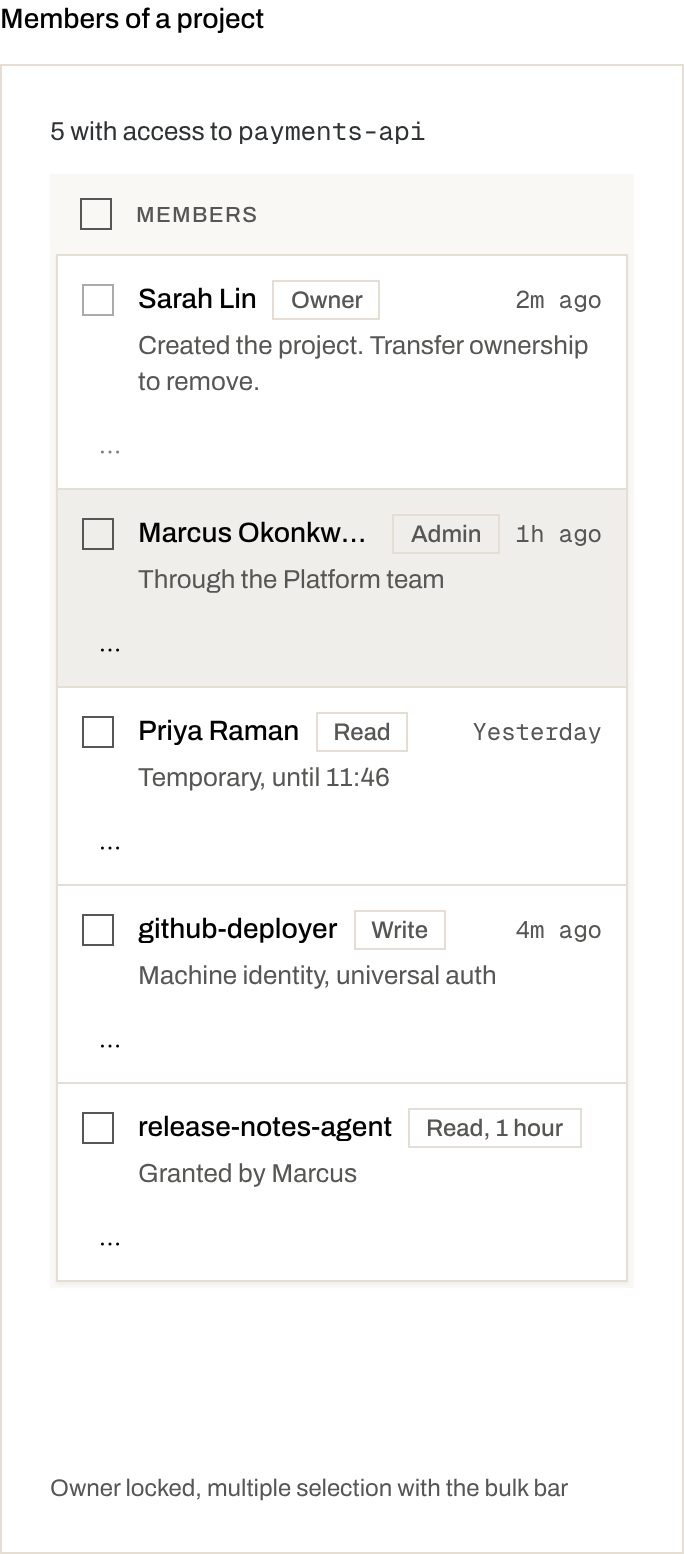 Members of a project
5 with access to payments-api
MEMBERS
Sarah Lin Owner 2m ago
Created the project. Transfer ownership
to remove.
...
Marcus Okonkw... Admin 1h ago
Through the Platform team
...
Priya Raman Read Yesterday
Temporary, until 11:46
...
github-deployer Write 4m ago
Machine identity, universal auth
...
release-notes-agent Read, 1 hour
Granted by Marcus
...
Owner locked, multiple selection with the bulk bar